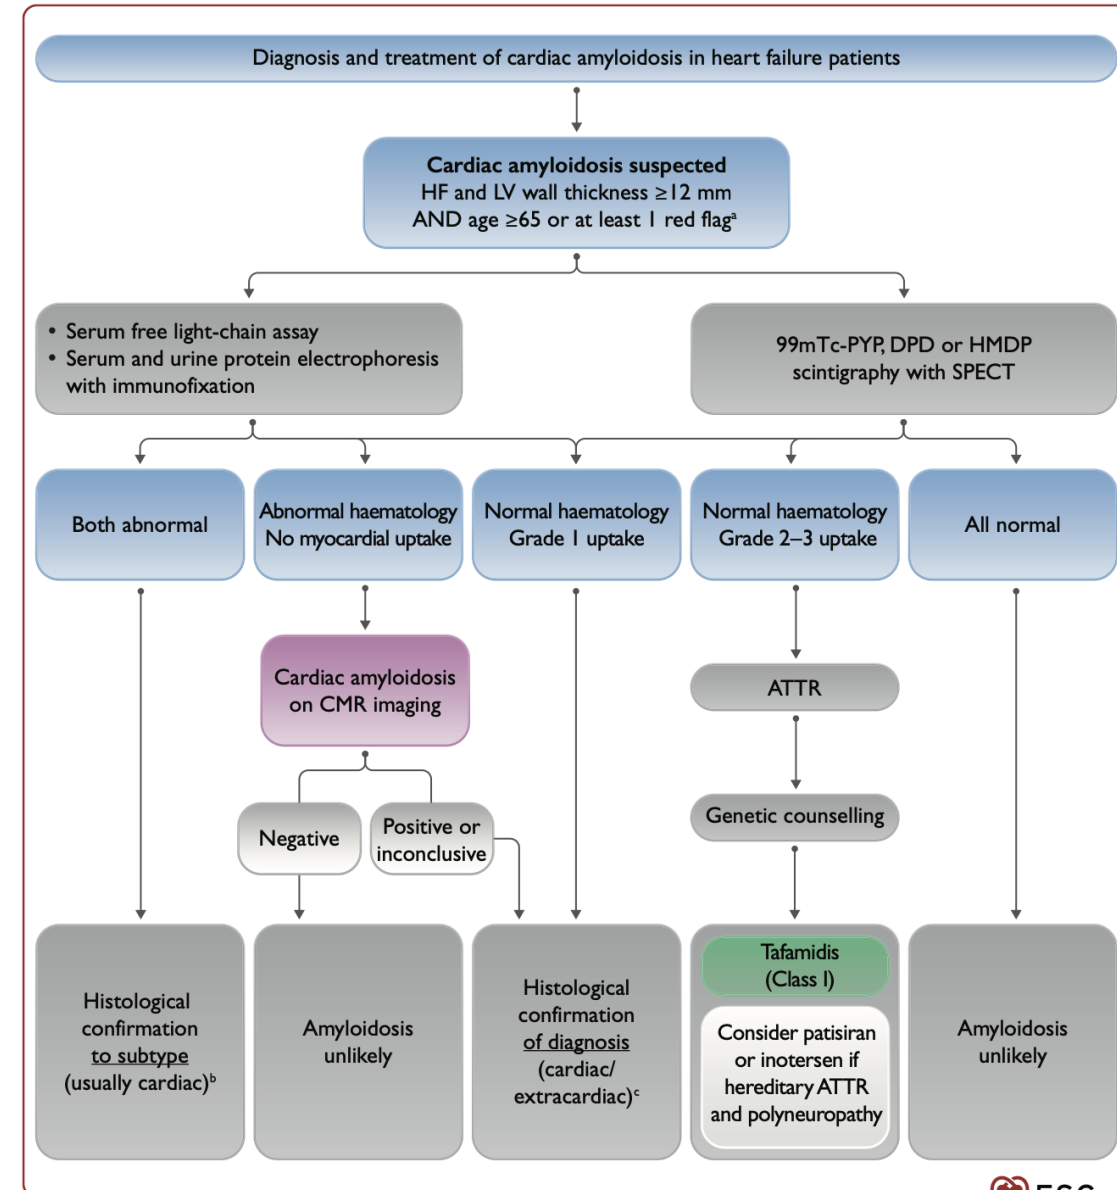 Diagnosis and treatment of cardiac amyloidosis in heart failure patients
Cardiac amyloidosis suspected
HF and LV wall thickness ≥12 mm
AND age ≥65 or at least 1 red flagᵃ
• Serum free light-chain assay
• Serum and urine protein electrophoresis
with immunofixation
99mTc-PYP, DPD or HMDP
scintigraphy with SPECT
Both abnormal
Abnormal haematology
No myocardial uptake
Normal haematology
Grade 1 uptake
Normal haematology
Grade 2–3 uptake
All normal
Cardiac amyloidosis
on CMR imaging
Negative
Positive or
inconclusive
ATTR
Genetic counselling
Histological
confirmation
to subtype
(usually cardiac)ᵇ
Amyloidosis
unlikely
Histological
confirmation
of diagnosis
(cardiac/
extracardiac)ᶜ
Tafamidis
(Class I)
Consider patisiran
or inotersen if
hereditary ATTR
and polyneuropathy
Amyloidosis
unlikely